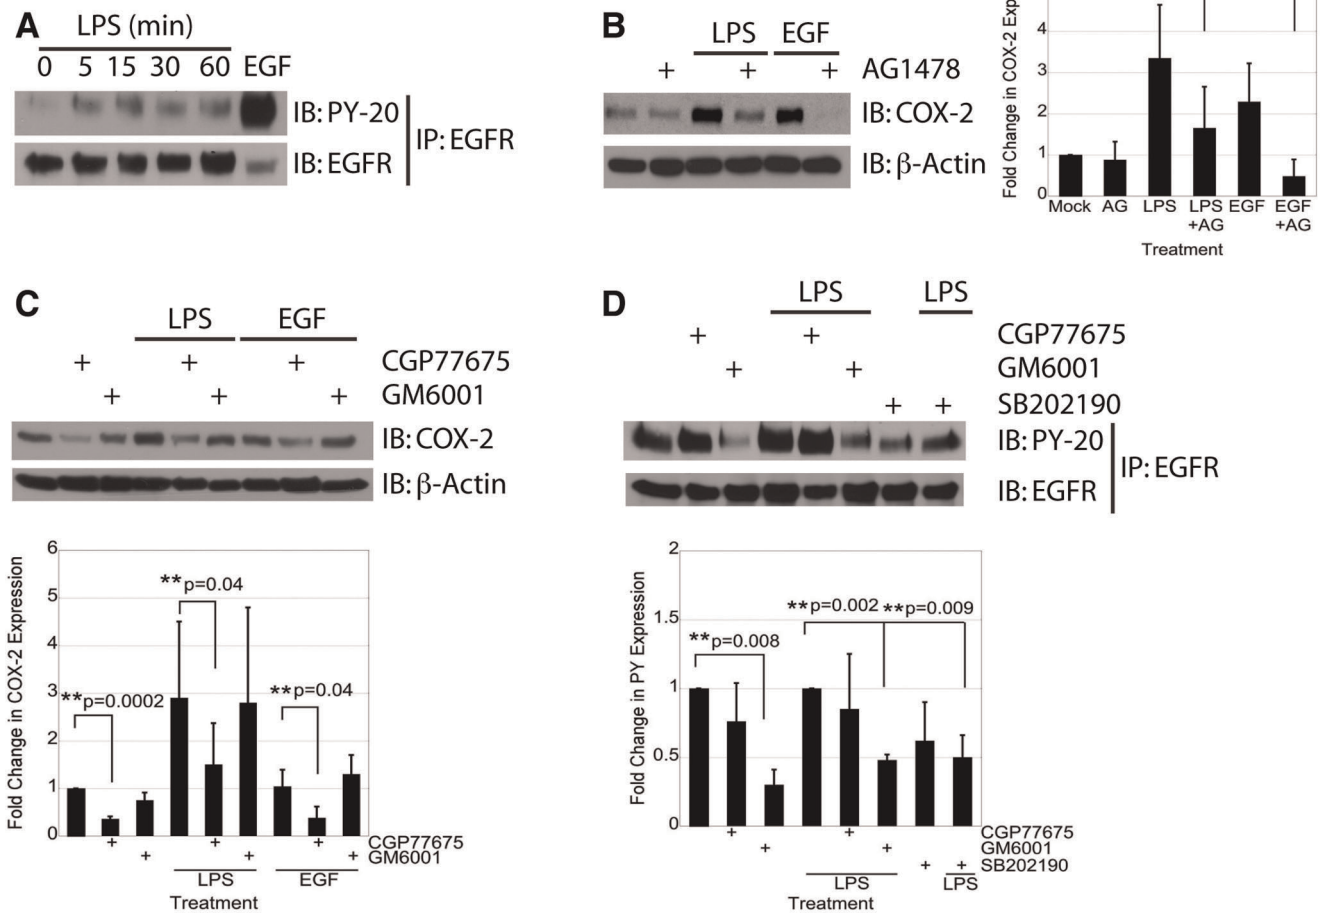 A
LPS (min)
0 5 15 30 60 EGF
IB: PY-20
IB: EGFR
IP: EGFR
B
LPS EGF
+ + + AG1478
IB: COX-2
IB: β-Actin
Fold Change in COX-2
4
3
2
1
0
Mock AG LPS LPS +AG EGF EGF +AG
Treatment
C
LPS EGF
+ + + CGP77675
+ + + GM6001
IB: COX-2
IB: β-Actin
Fold Change in COX-2 Expression
6
5
4
3
2
1
0
**p=0.0002
**p=0.04
**p=0.04
+ + + CGP77675
+ + + GM6001
LPS EGF
Treatment
D
LPS LPS
+ + CGP77675
+ + GM6001
+ + SB202190
IB: PY-20
IB: EGFR
IP: EGFR
Fold Change in PY Expression
2
1.5
1
0.5
0
**p=0.008
**p=0.002 **p=0.009
+ + CGP77675
+ + GM6001
+ + SB202190
LPS LPS
Treatment